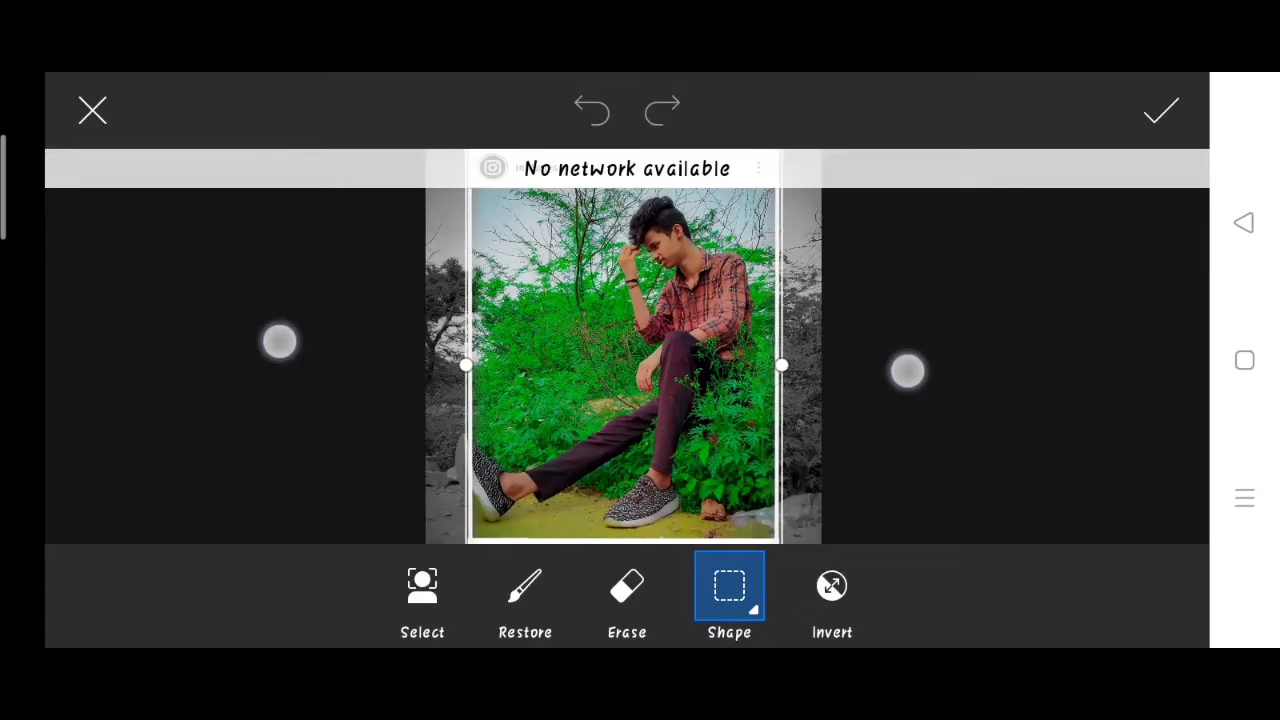 No network available
Select
Restore
Erase
Shape
Invert